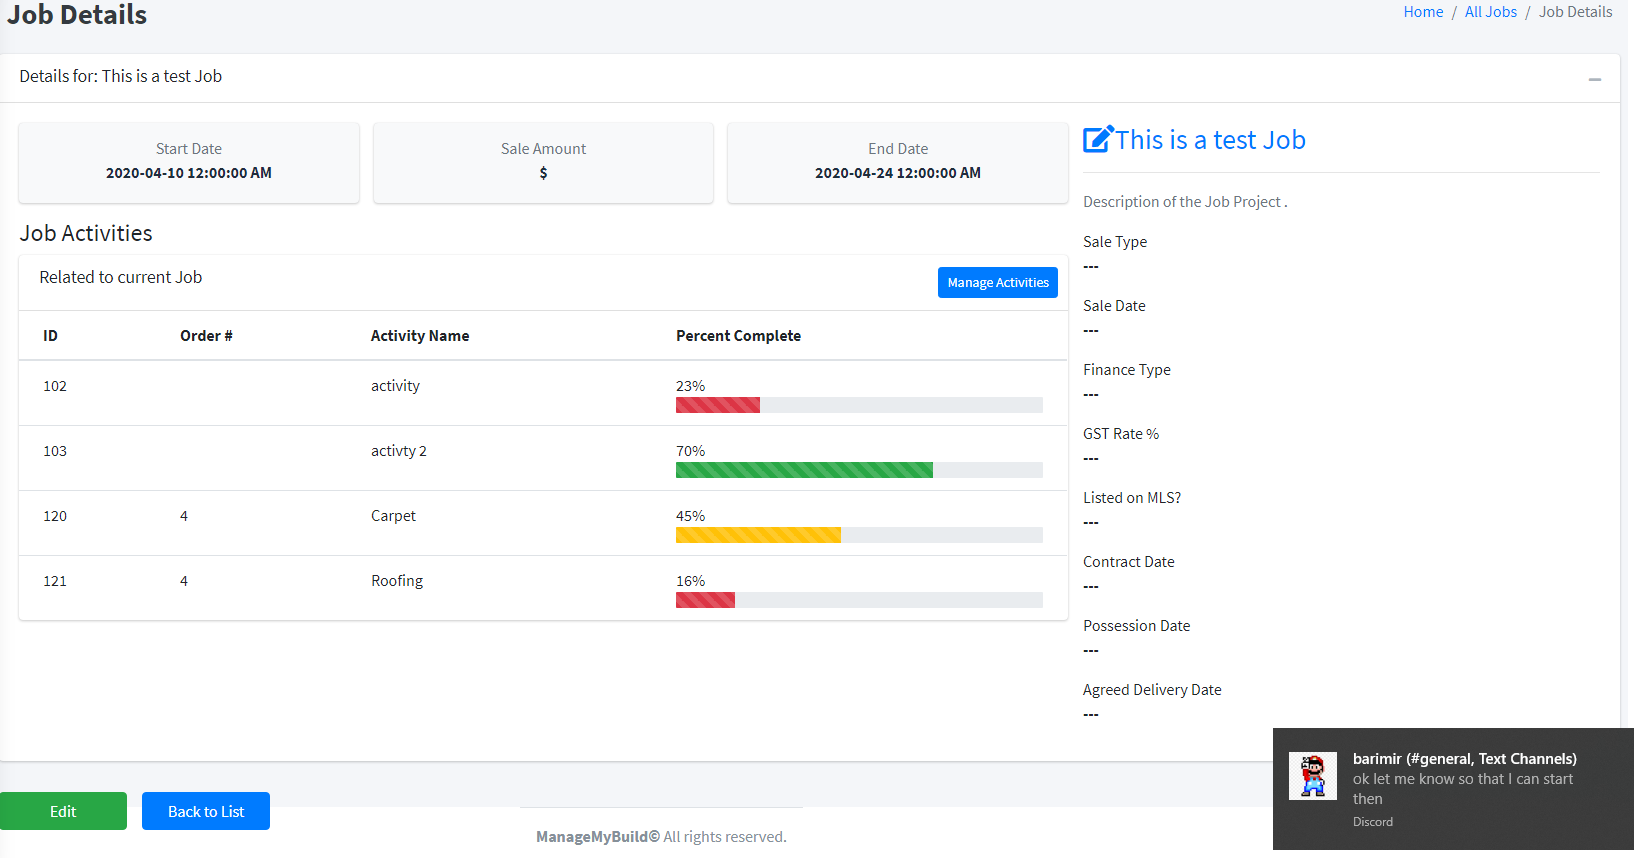 Job Details
Home / All Jobs / Job Details
Details for: This is a test Job
Start Date
2020-04-10 12:00:00 AM
Sale Amount
$
End Date
2020-04-24 12:00:00 AM
Job Activities
Related to current Job
Manage Activities
ID Order # Activity Name Percent Complete
102 activity 23%
103 activty 2 70%
120 4 Carpet 45%
121 4 Roofing 16%
This is a test Job
Description of the Job Project .
Sale Type
---
Sale Date
---
Finance Type
---
GST Rate %
---
Listed on MLS?
---
Contract Date
---
Possession Date
---
Agreed Delivery Date
---
Edit
Back to List
ManageMyBuild© All rights reserved.
barimir (#general, Text Channels)
ok let me know so that I can start
then
Discord